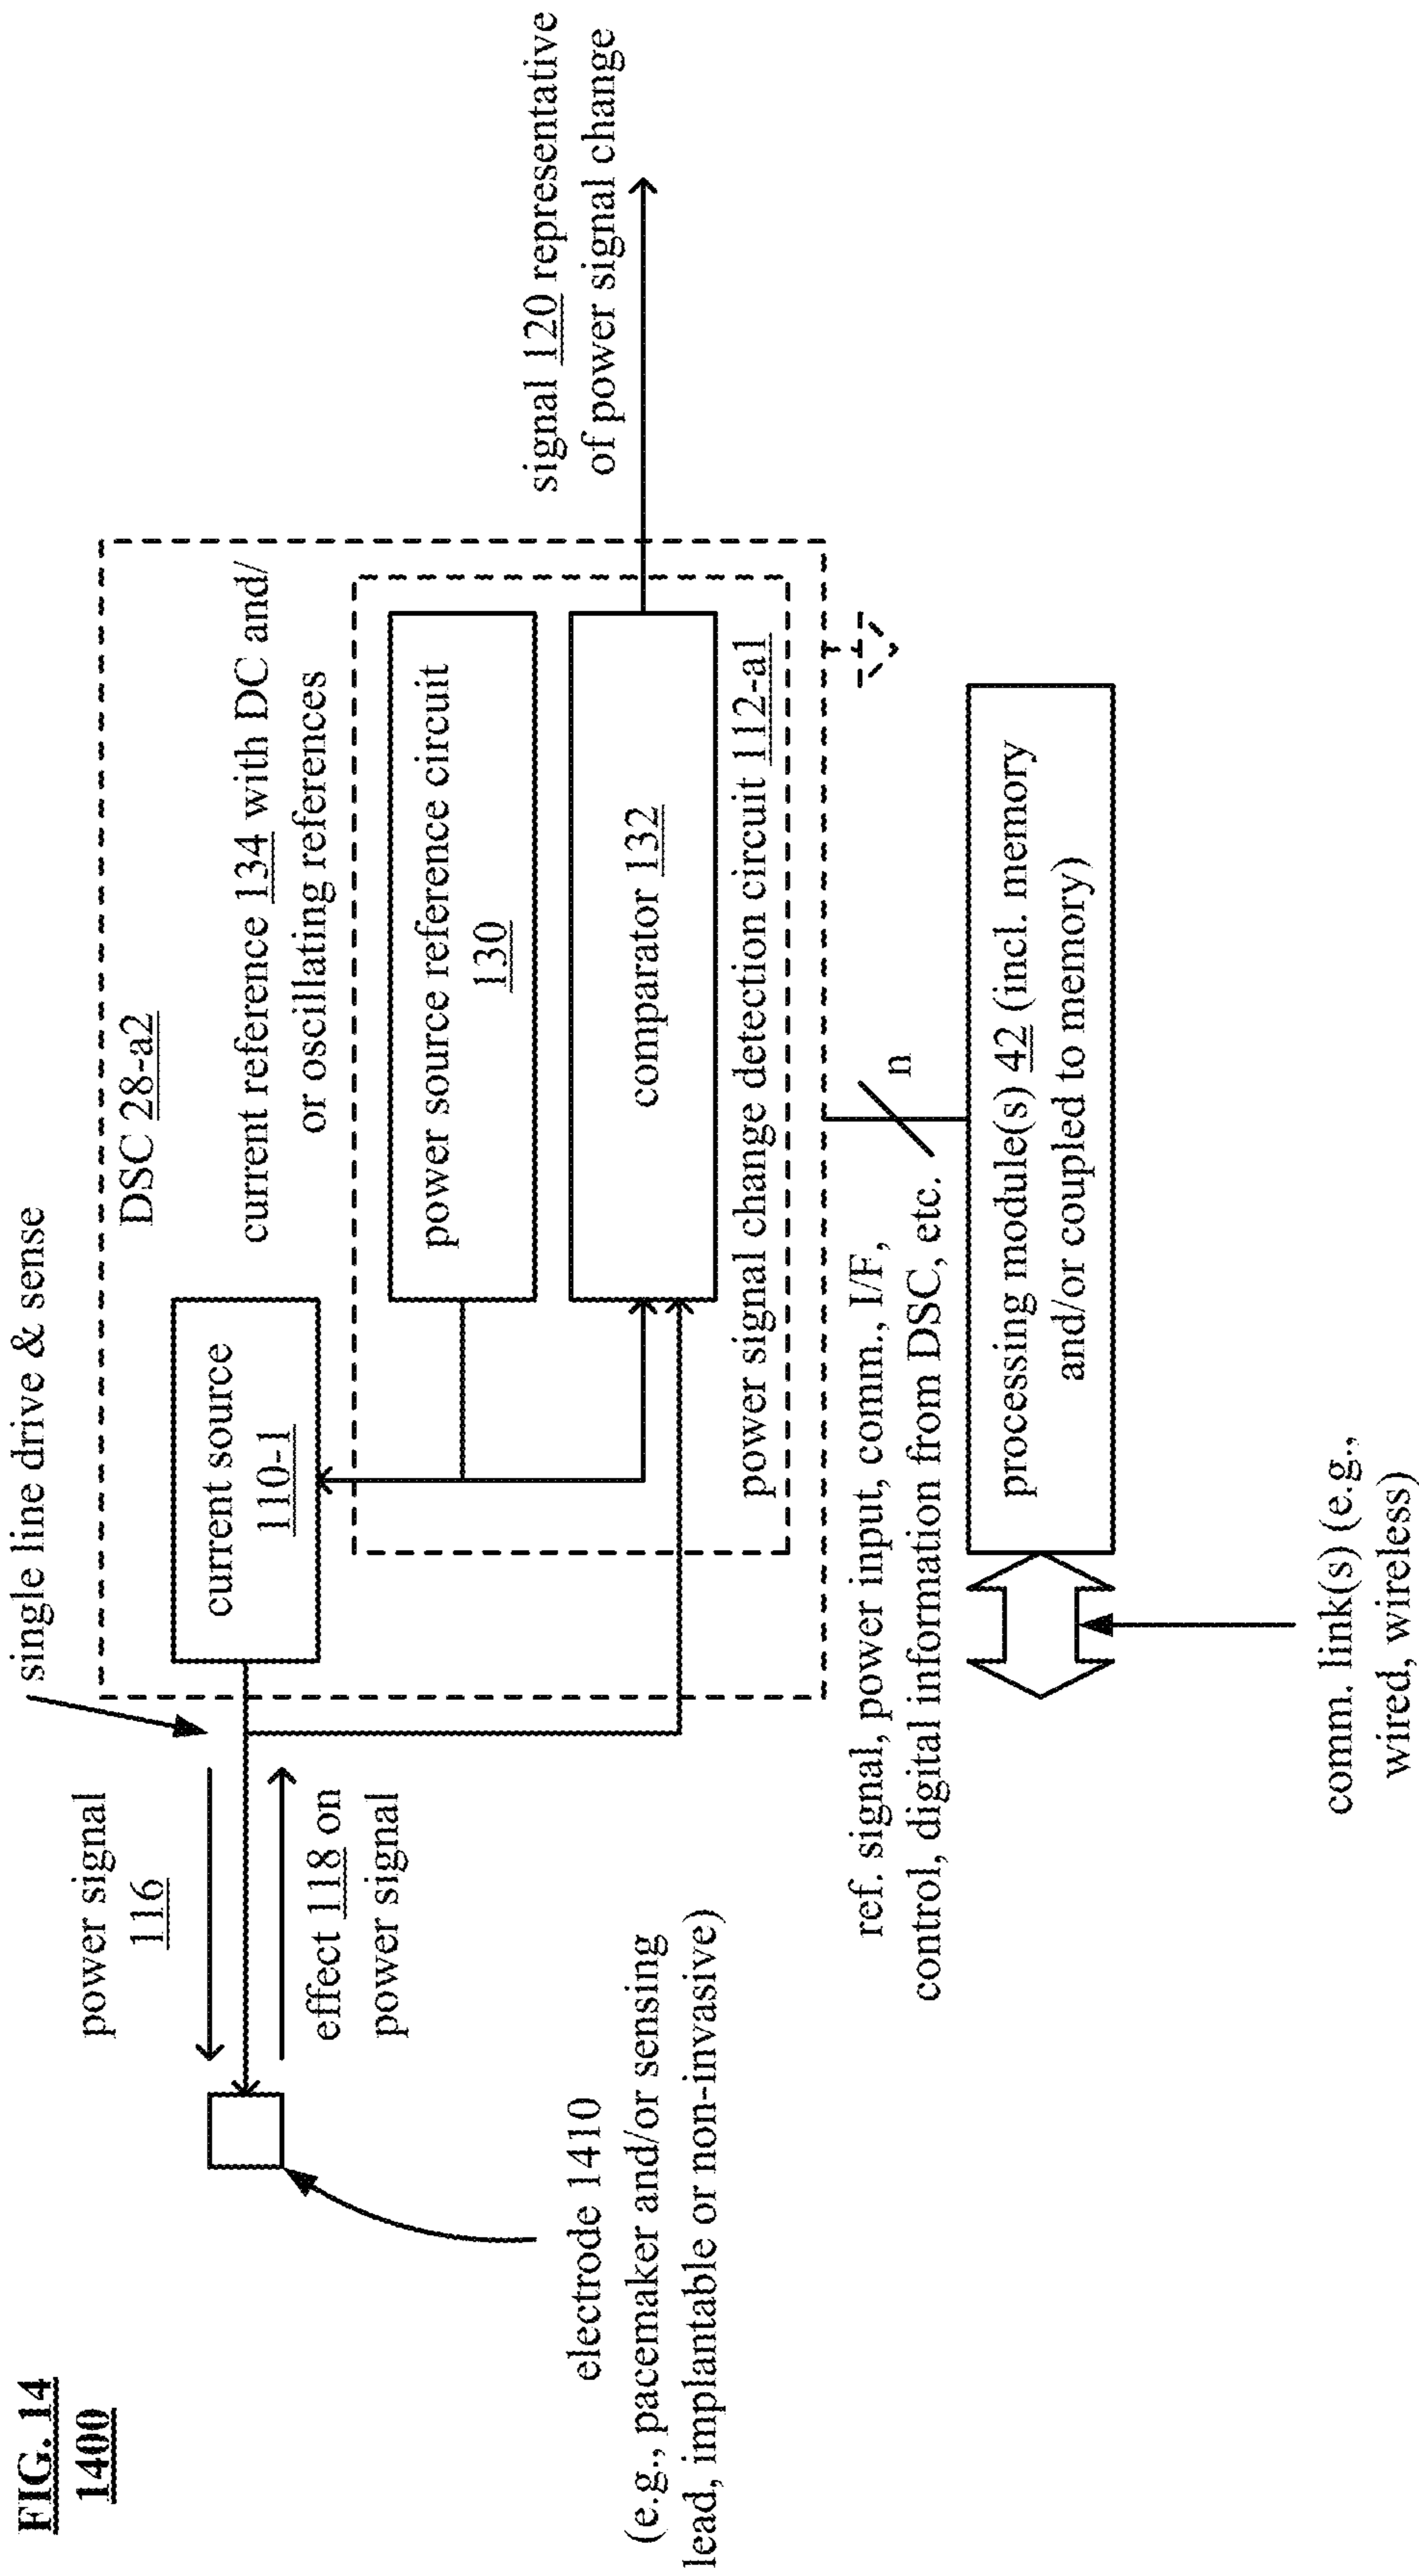 FIG. 14
1400
single line drive & sense
power signal
116
effect 118 on
power signal
electrode 1410
(e.g., pacemaker and/or sensing
lead, implantable or non-invasive)
DSC 28-a2
current source
110-1
current reference 134 with DC and/
or oscillating references
power source reference circuit
130
comparator 132
power signal change detection circuit 112-a1
signal 120 representative
of power signal change
ref. signal, power input, comm., I/F,
control, digital information from DSC, etc.
n
processing module(s) 42 (incl. memory
and/or coupled to memory)
comm. link(s) (e.g.,
wired, wireless)